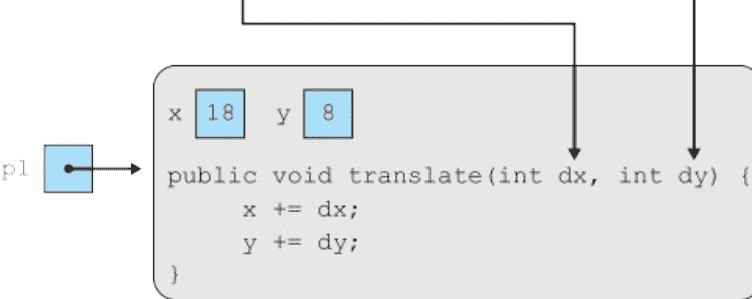 x 18 y 8
p1
public void translate(int dx, int dy) {
x += dx;
y += dy;
}